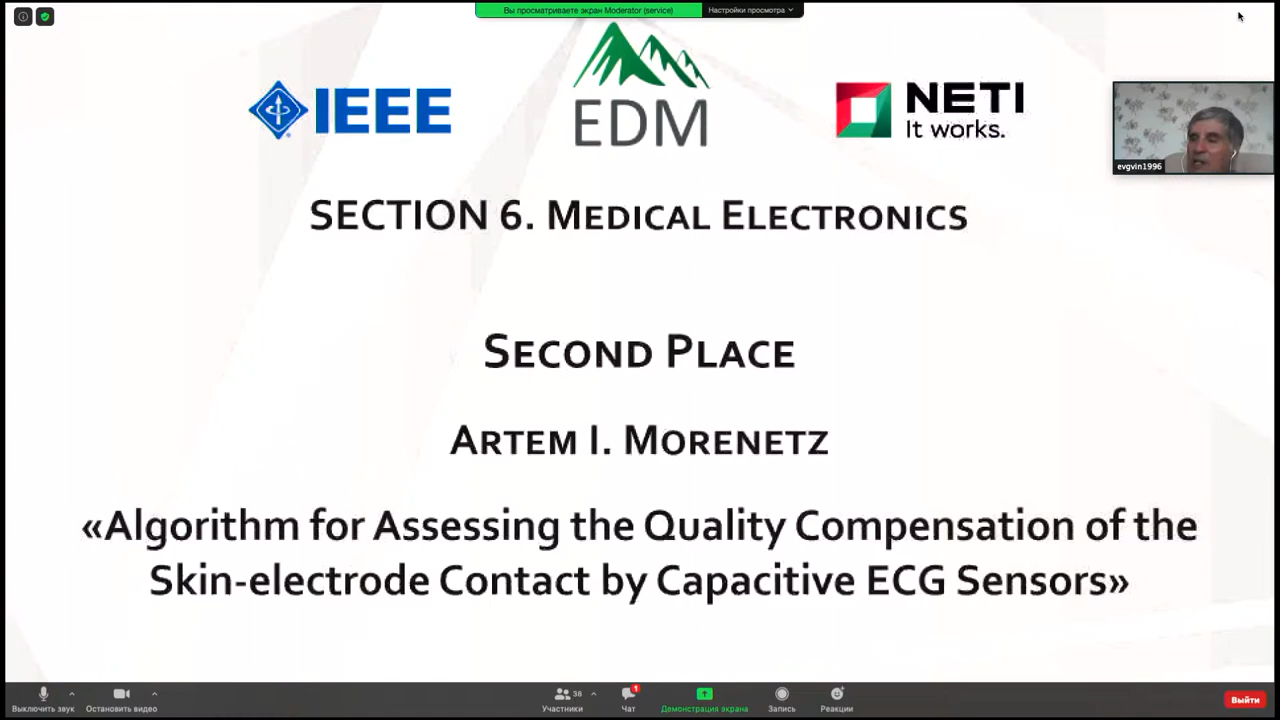 Вы просматриваете экран Moderator (service)
Настройки просмотра
IEEE
EDM
NETI
It works.
evgvin1996
SECTION 6. MEDICAL ELECTRONICS
SECOND PLACE
ARTEM I. MORENETZ
«Algorithm for Assessing the Quality Compensation of the
Skin-electrode Contact by Capacitive ECG Sensors»
Выключить звук
Остановить видео
38
Участники
1
Чат
Демонстрация экрана
Запись
Реакции
Выйти